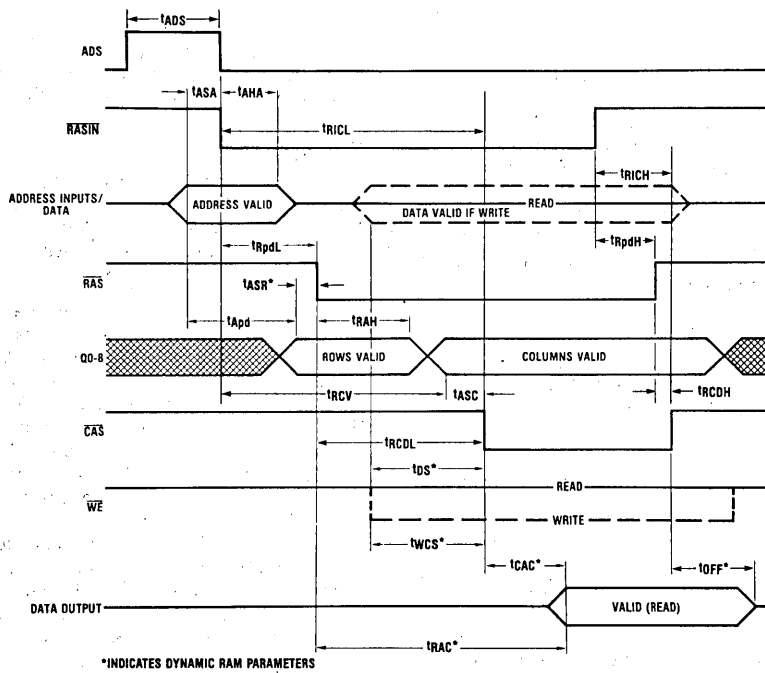 tADS
ADS
tASA
tAHA
RASIN
tRICL
tRICH
ADDRESS INPUTS/
DATA
ADDRESS VALID
READ
DATA VALID IF WRITE
tRpdL
tRpdH
RAS
tASR*
tApd
tRAH
Q0-8
ROWS VALID
COLUMNS VALID
tRCV
tASC
tRCDH
CAS
tRCDL
tDS*
READ
WE
WRITE
tWCS*
tCAC*
tOFF*
DATA OUTPUT
VALID (READ)
tRAC*
*INDICATES DYNAMIC RAM PARAMETERS